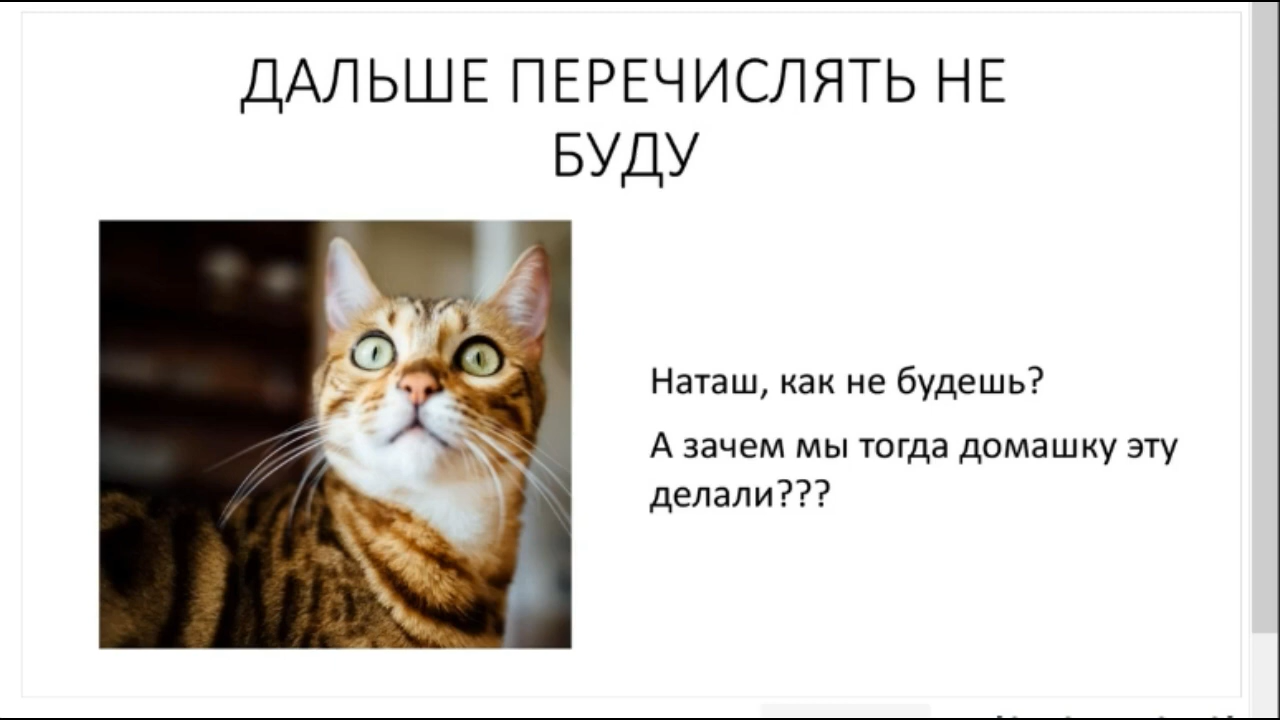 ДАЛЬШЕ ПЕРЕЧИСЛЯТЬ НЕ
БУДУ
Наташ, как не будешь?
А зачем мы тогда домашку эту
делали???